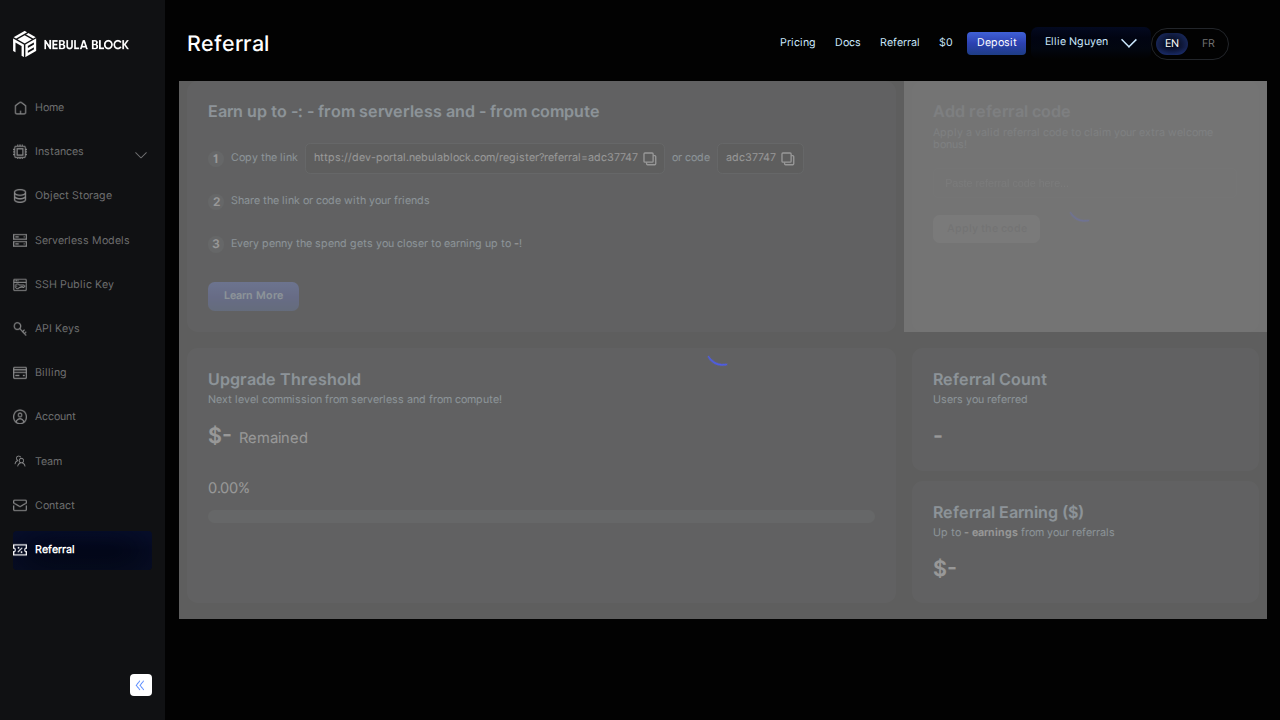 NEBULA BLOCK
Home
Instances
Object Storage
Serverless Models
SSH Public Key
API Keys
Billing
Account
Team
Contact
Referral
Referral
Pricing
Docs
Referral
$0
Deposit
Ellie Nguyen
EN
FR
Earn up to -: - from serverless and - from compute
1 Copy the link https://dev-portal.nebulablock.com/register?referral=adc37747 or code adc37747
2 Share the link or code with your friends
3 Every penny the spend gets you closer to earning up to -!
Learn More
Add referral code
Apply a valid referral code to claim your extra welcome
bonus!
Apply the code
Upgrade Threshold
Next level commission from serverless and from compute!
$- Remained
0.00%
Referral Count
Users you referred
-
Referral Earning ($)
Up to - earnings from your referrals
$-